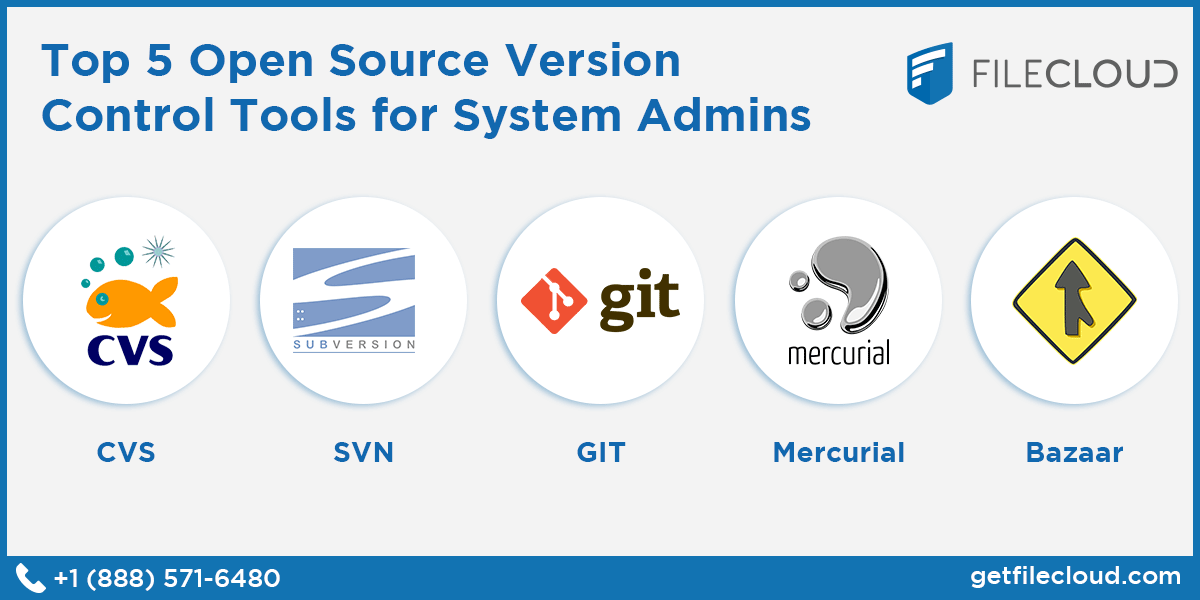 Top 5 Open Source Version
Control Tools for System Admins
FILECLOUD
CVS
SUBVERSION
git
mercurial
CVS
SVN
GIT
Mercurial
Bazaar
+1 (888) 571-6480
getfilecloud.com